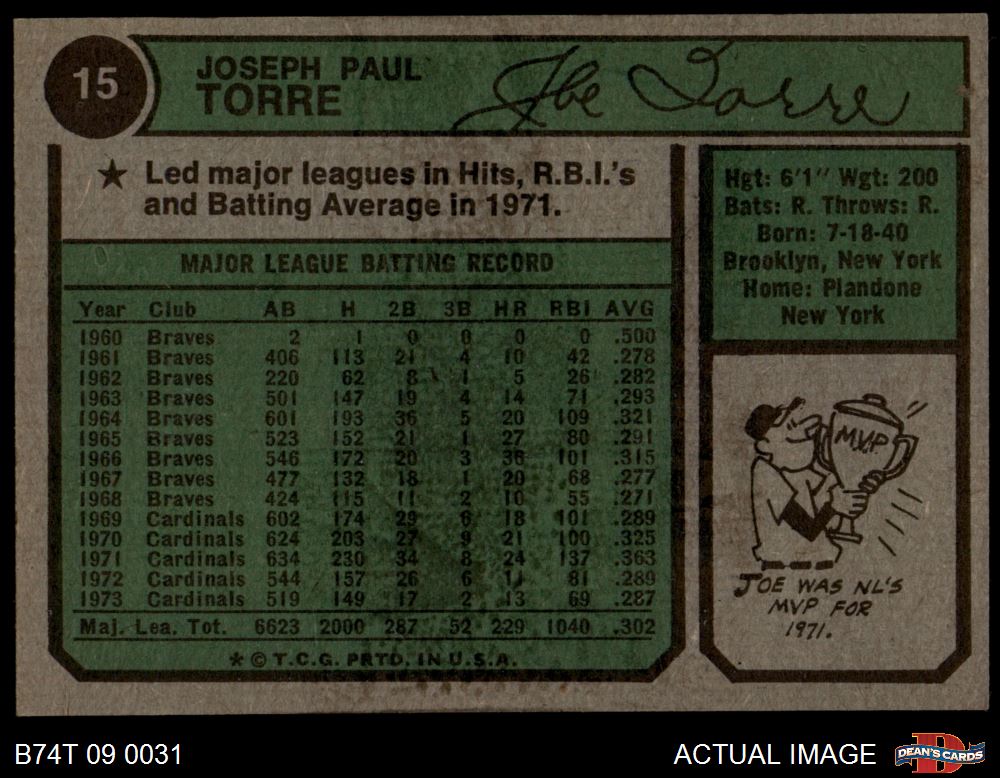 15
JOSEPH PAUL
TORRE
Joe Torre
★ Led major leagues in Hits, R.B.I.'s
and Batting Average in 1971.
MAJOR LEAGUE BATTING RECORD
Year Club AB H 2B 3B HR RBI AVG
1960 Braves 2 1 0 0 0 0 .500
1961 Braves 406 113 21 4 10 42 .278
1962 Braves 220 62 8 1 5 26 .282
1963 Braves 501 147 19 4 14 71 .293
1964 Braves 601 193 36 5 20 109 .321
1965 Braves 523 152 21 1 27 80 .291
1966 Braves 546 172 20 3 36 101 .315
1967 Braves 477 132 18 1 20 68 .277
1968 Braves 424 115 11 2 10 55 .271
1969 Cardinals 602 174 29 6 18 101 .289
1970 Cardinals 624 203 27 9 21 100 .325
1971 Cardinals 634 230 34 8 24 137 .363
1972 Cardinals 544 157 26 6 11 81 .289
1973 Cardinals 519 149 17 2 13 69 .287
Maj. Lea. Tot. 6623 2000 287 52 229 1040 .302
* © T.C.G. PRTD. IN U.S.A.
Hgt: 6'1" Wgt: 200
Bats: R. Throws: R.
Born: 7-18-40
Brooklyn, New York
Home: Plandone
New York
MVP
JOE WAS NL'S
MVP FOR
1971.
B74T 09 0031
ACTUAL IMAGE
DEAN'S CARDS